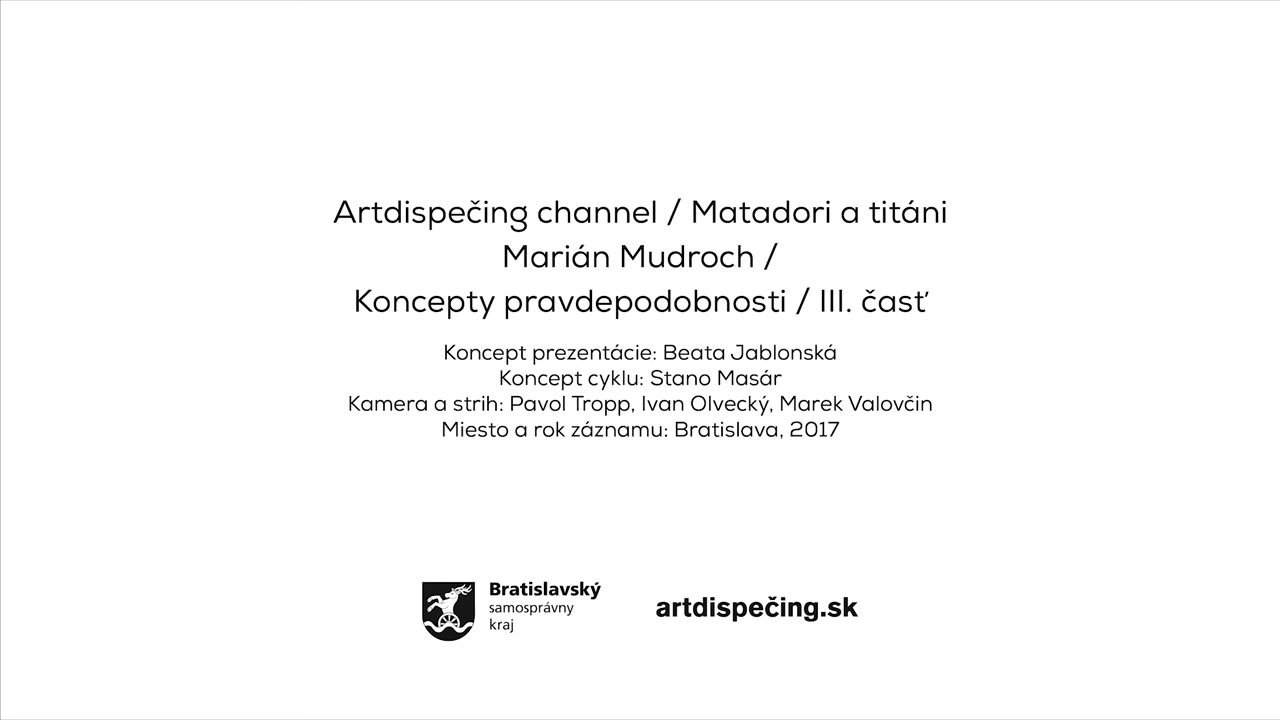 Artdispečing channel / Matadori a titáni
Marián Mudroch /
Koncepty pravdepodobnosti / III. časť
Koncept prezentácie: Beata Jablonská
Koncept cyklu: Stano Masár
Kamera a strih: Pavol Tropp, Ivan Olvecký, Marek Valovčin
Miesto a rok záznamu: Bratislava, 2017
Bratislavský
samosprávny
kraj
artdispečing.sk